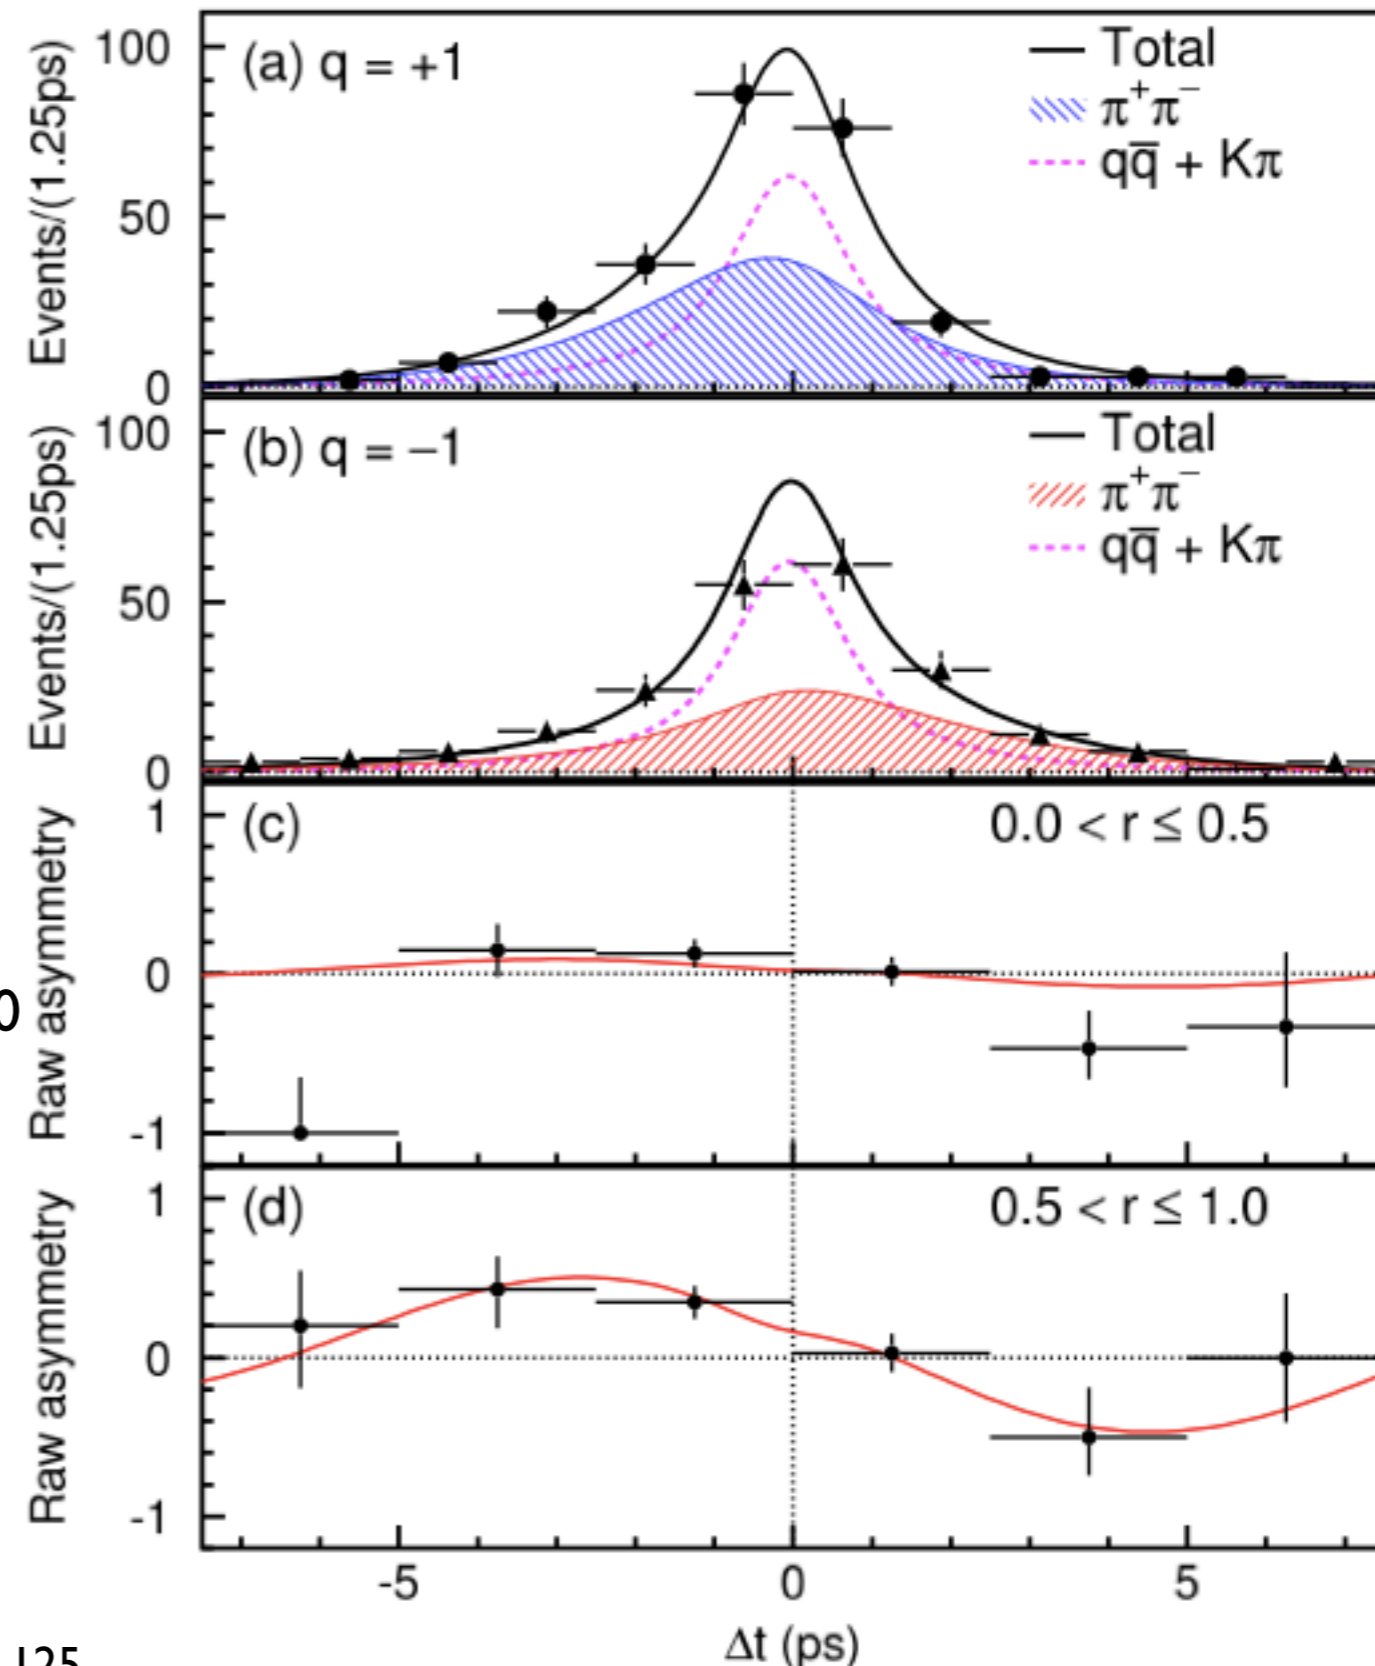 (a) q = +1
Total
π⁺π⁻
qq̅ + Kπ
Events/(1.25ps)
100
50
0
(b) q = −1
Total
π⁺π⁻
qq̅ + Kπ
Events/(1.25ps)
100
50
0
(c)
0.0 < r ≤ 0.5
Raw asymmetry
1
0
-1
0
(d)
0.5 < r ≤ 1.0
Raw asymmetry
1
0
-1
-5 0 5
Δt (ps)
125